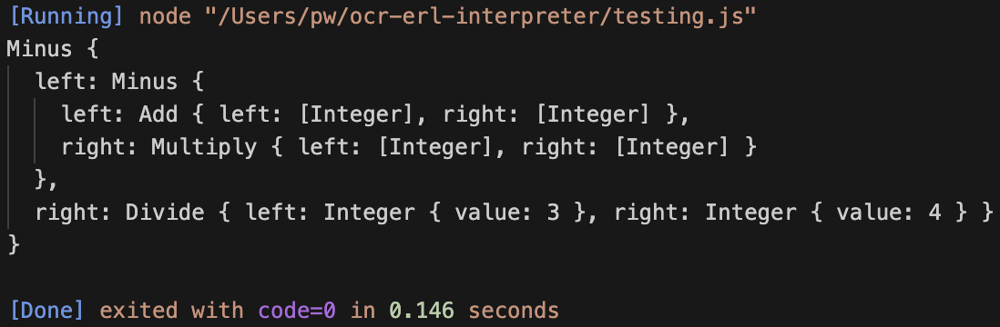 [Running] node "/Users/pw/ocr-erl-interpreter/testing.js"
Minus {
  left: Minus {
    left: Add { left: [Integer], right: [Integer] },
    right: Multiply { left: [Integer], right: [Integer] }
  },
  right: Divide { left: Integer { value: 3 }, right: Integer { value: 4 } }
}

[Done] exited with code=0 in 0.146 seconds